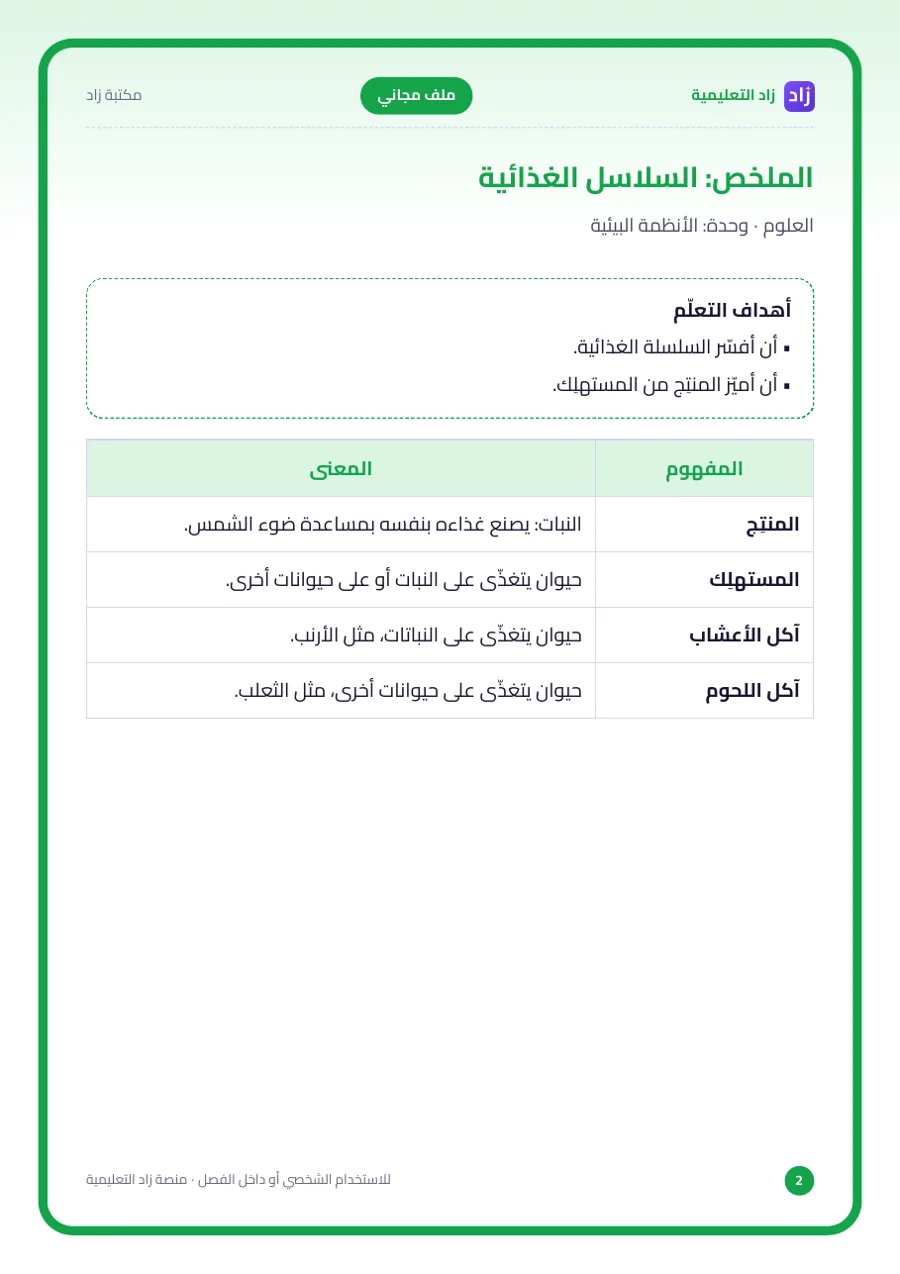 زاد زاد التعليمية
ملف مجاني
مكتبة زاد
الملخص: السلاسل الغذائية
العلوم · وحدة: الأنظمة البيئية
أهداف التعلّم
▪ أن أفسّر السلسلة الغذائية.
▪ أن أميّز المنتِج من المستهلِك.
المفهوم المعنى
المنتِج النبات: يصنع غذاءه بنفسه بمساعدة ضوء الشمس.
المستهلِك حيوان يتغذّى على النبات أو على حيوانات أخرى.
آكل الأعشاب حيوان يتغذّى على النباتات، مثل الأرنب.
آكل اللحوم حيوان يتغذّى على حيوانات أخرى، مثل الثعلب.
2
للاستخدام الشخصي أو داخل الفصل · منصة زاد التعليمية